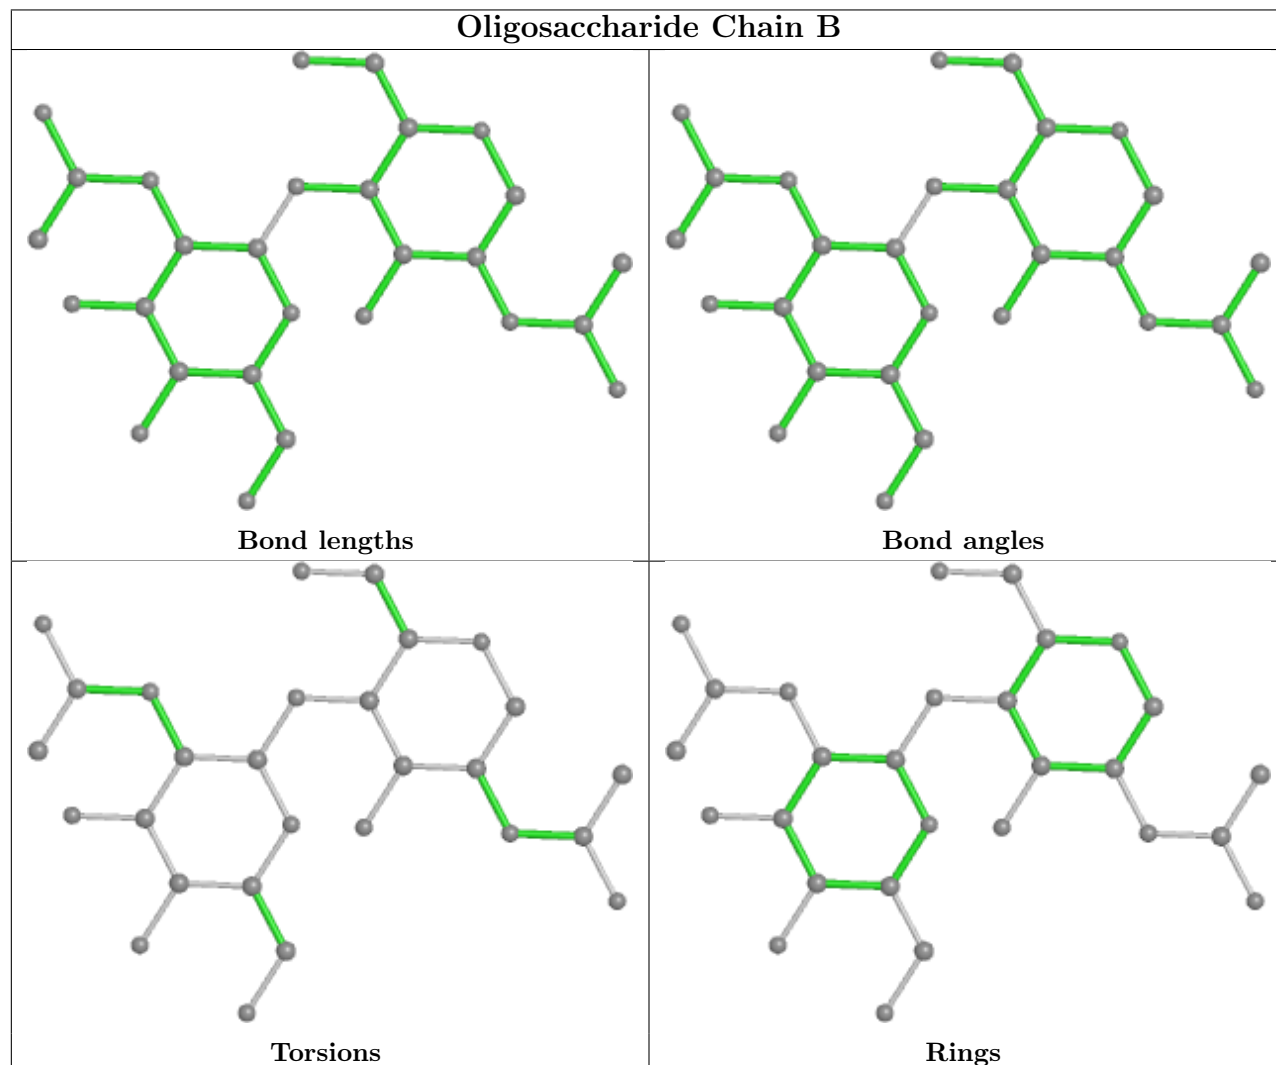 Oligosaccharide Chain B
Bond lengths
Bond angles
Torsions
Rings